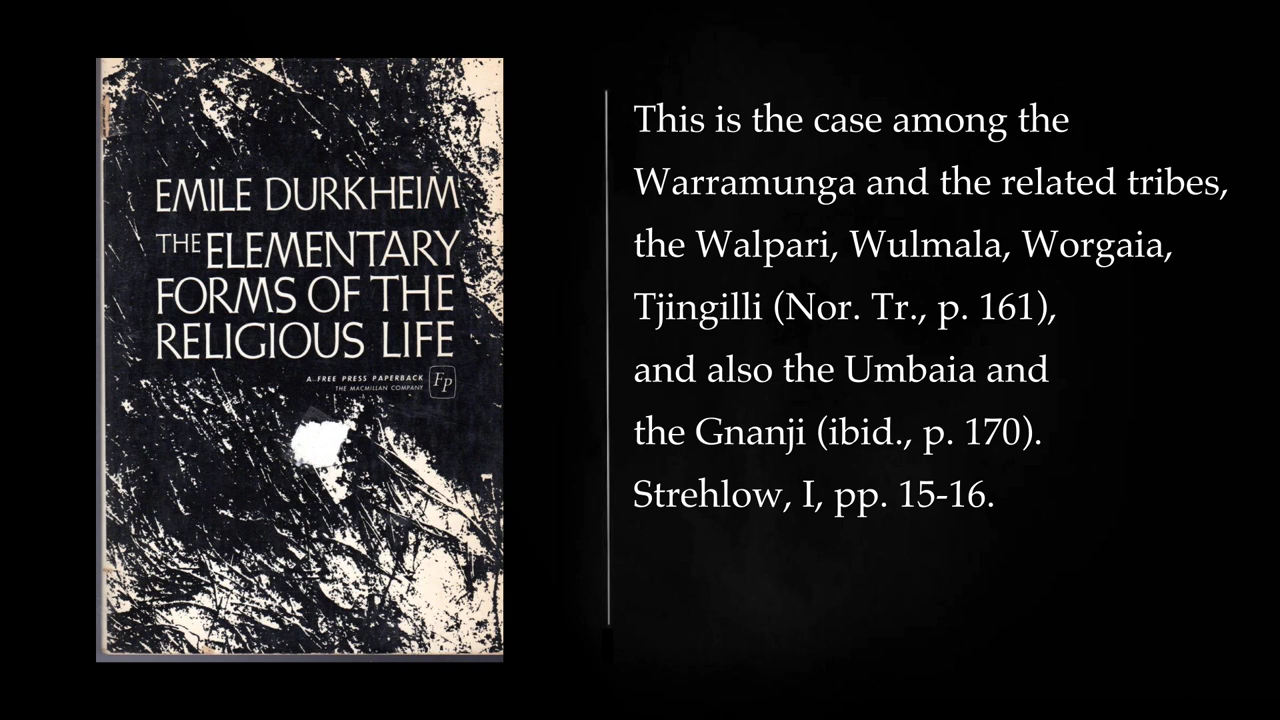 EMILE DURKHEIM
THE ELEMENTARY
FORMS OF THE
RELIGIOUS LIFE
A FREE PRESS PAPERBACK
THE MACMILLAN COMPANY
FP
This is the case among the
Warramunga and the related tribes,
the Walpari, Wulmala, Worgaia,
Tjingilli (Nor. Tr., p. 161),
and also the Umbaia and
the Gnanji (ibid., p. 170).
Strehlow, I, pp. 15-16.